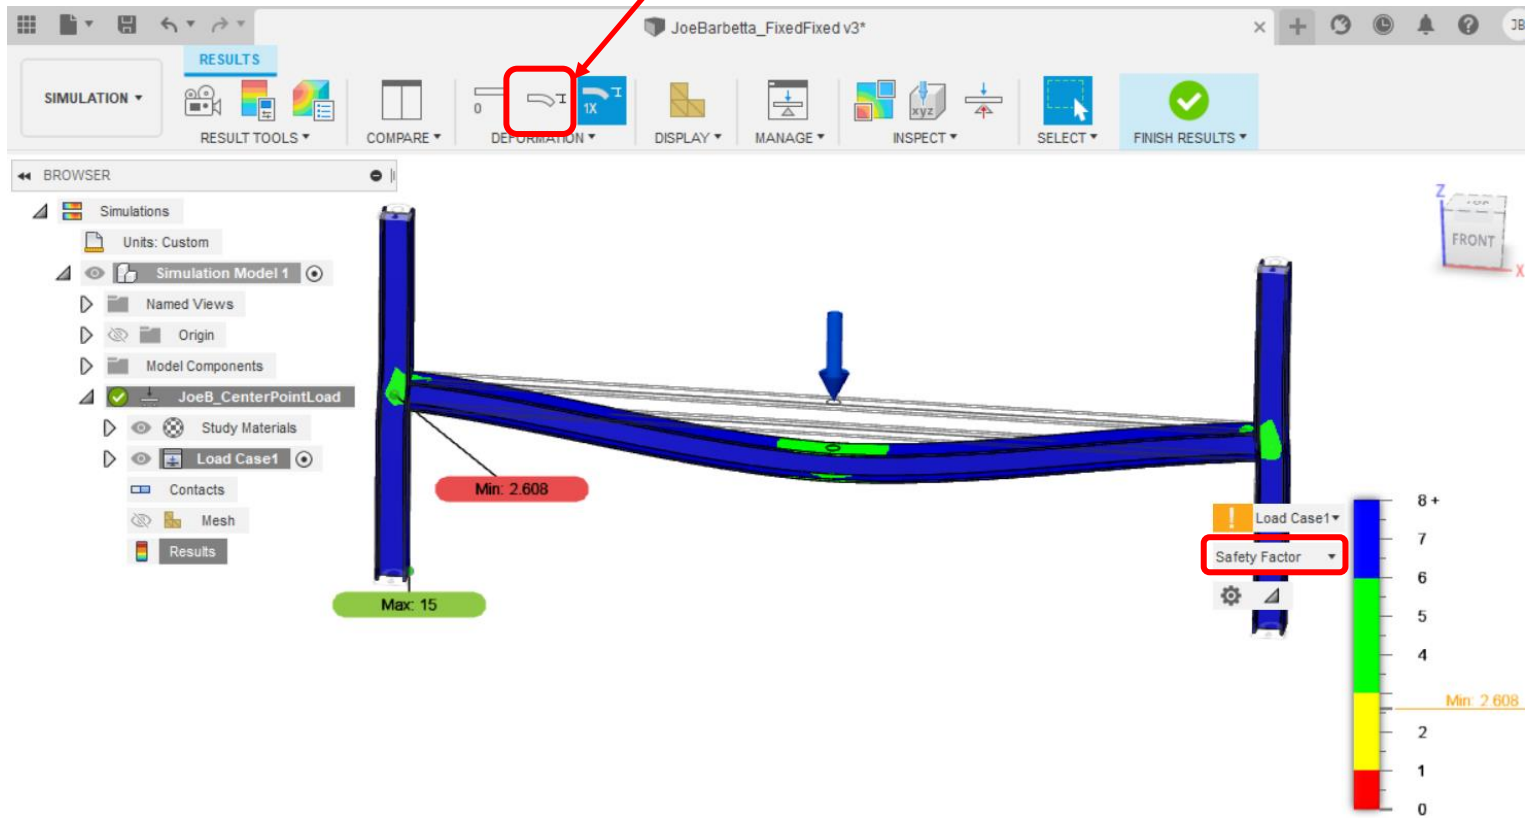 JoeBarbetta_FixedFixed v3*
JB
RESULTS
SIMULATION
0
1X
xyz
RESULT TOOLS
COMPARE
DEFORMATION
DISPLAY
MANAGE
INSPECT
SELECT
FINISH RESULTS
BROWSER
Simulations
Units: Custom
Simulation Model 1
Named Views
Origin
Model Components
JoeB_CenterPointLoad
Study Materials
Load Case1
Contacts
Mesh
Results
Min: 2.608
Max: 15
Z
TOP
FRONT
X
Load Case1
Safety Factor
8 +
7
6
5
4
Min: 2.608
2
1
0